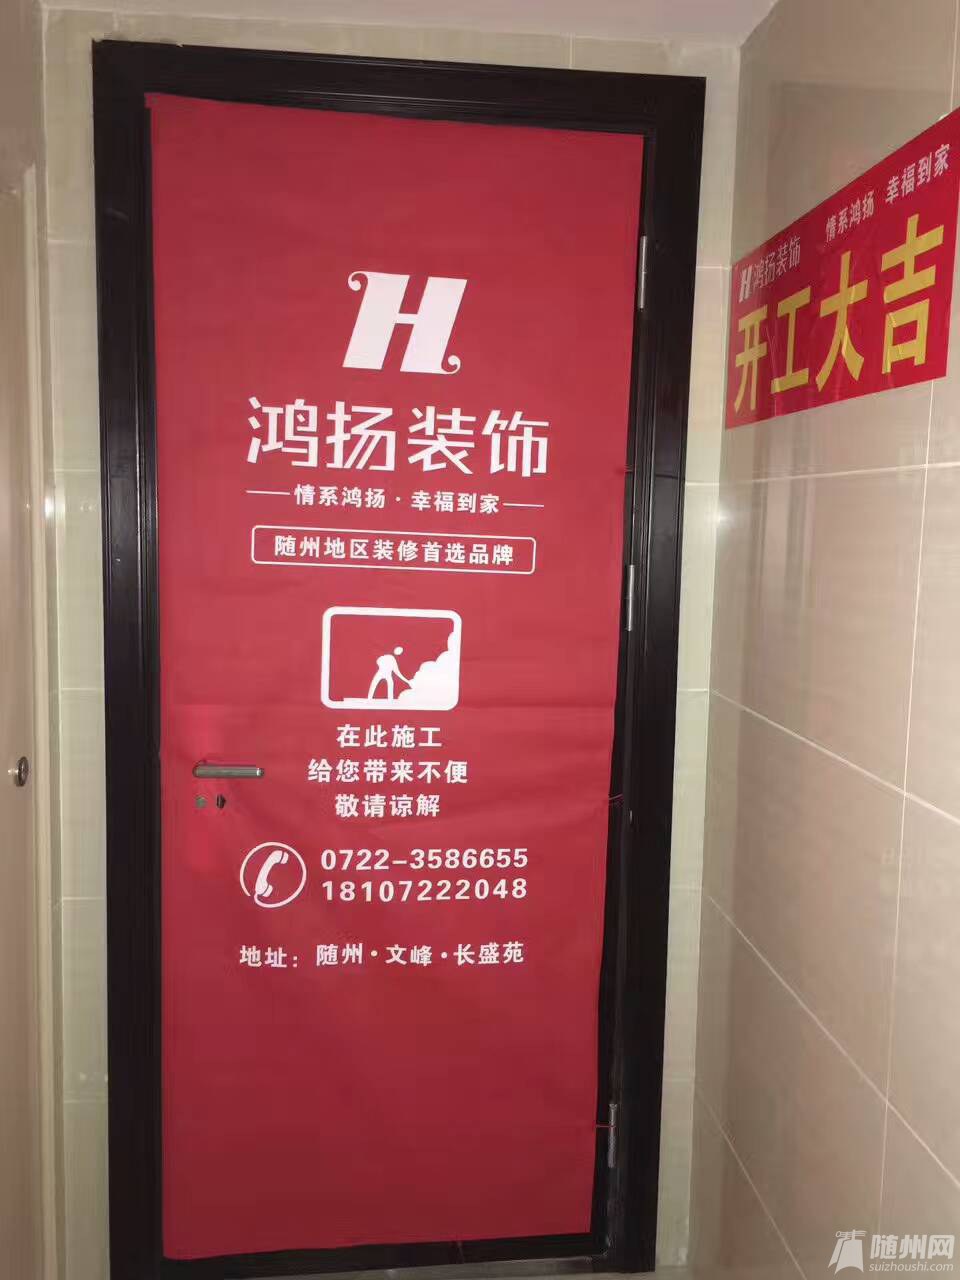 H
鸿扬装饰
情系鸿扬·幸福到家
随州地区装修首选品牌
在此施工
给您带来不便
敬请谅解
0722-3586655
18107222048
地址：随州·文峰·长盛苑
H鸿扬装饰 情系鸿扬 幸福到家
开工大吉
随州网
suizhoushi.com